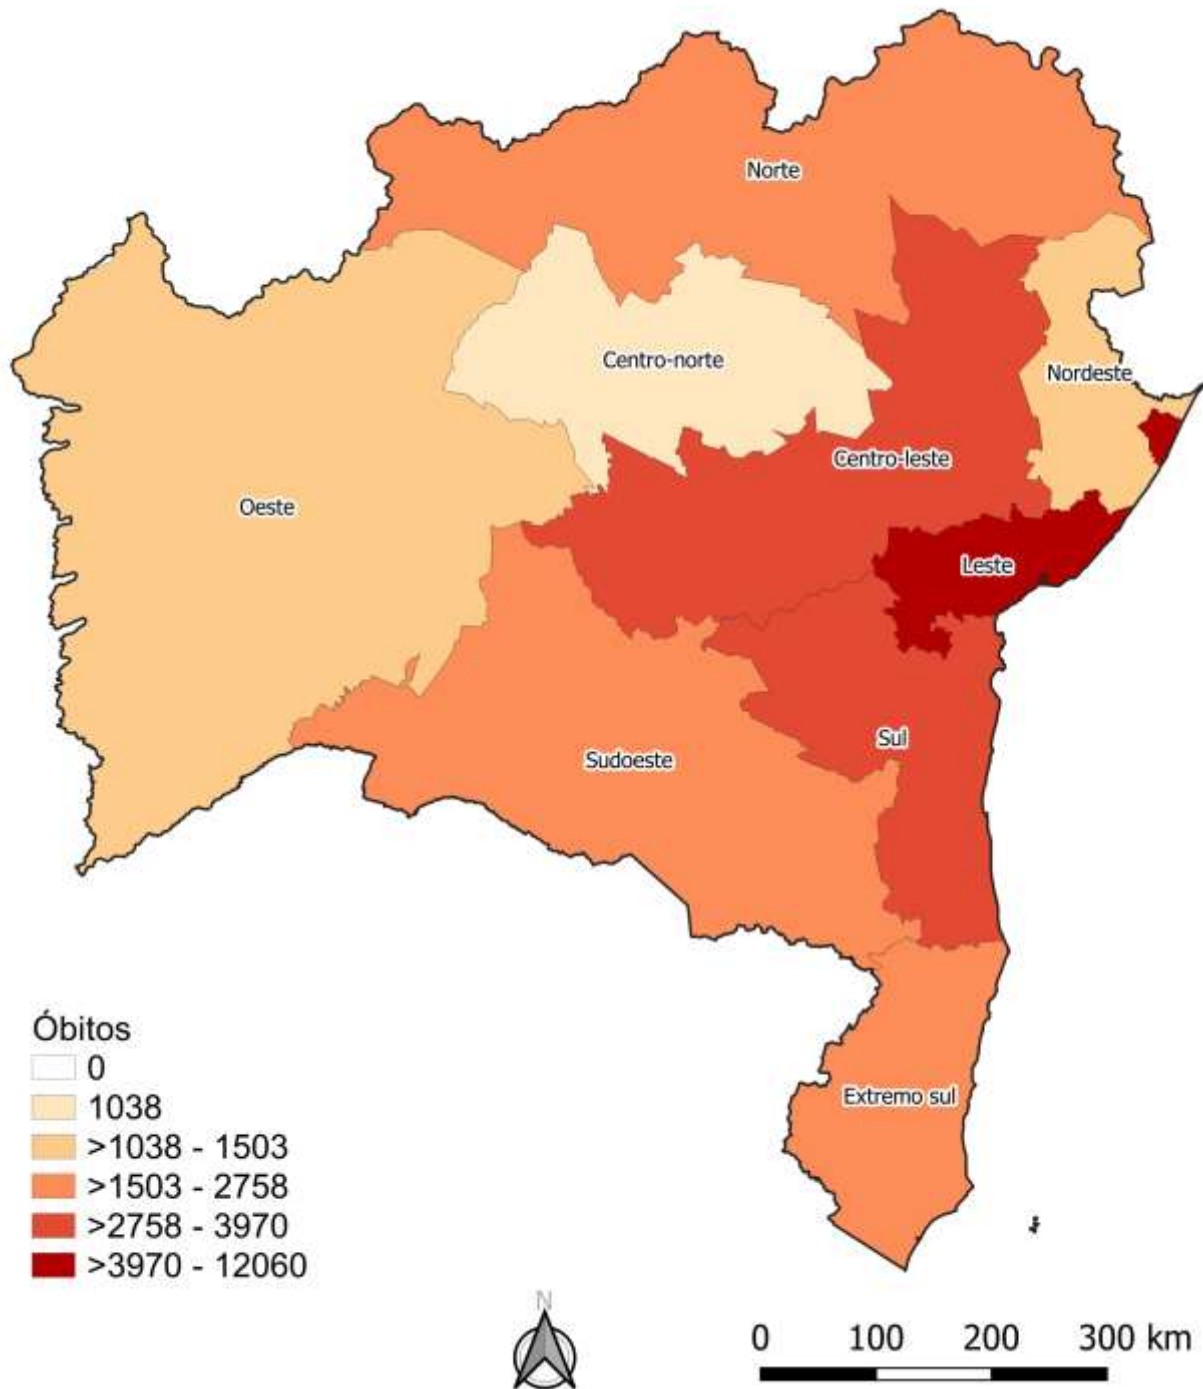 Norte
Centro-norte
Nordeste
Centro-leste
Oeste
Leste
Sul
Sudoeste
Extremo sul
Óbitos
0
1038
>1038 - 1503
>1503 - 2758
>2758 - 3970
>3970 - 12060
N
0 100 200 300 km